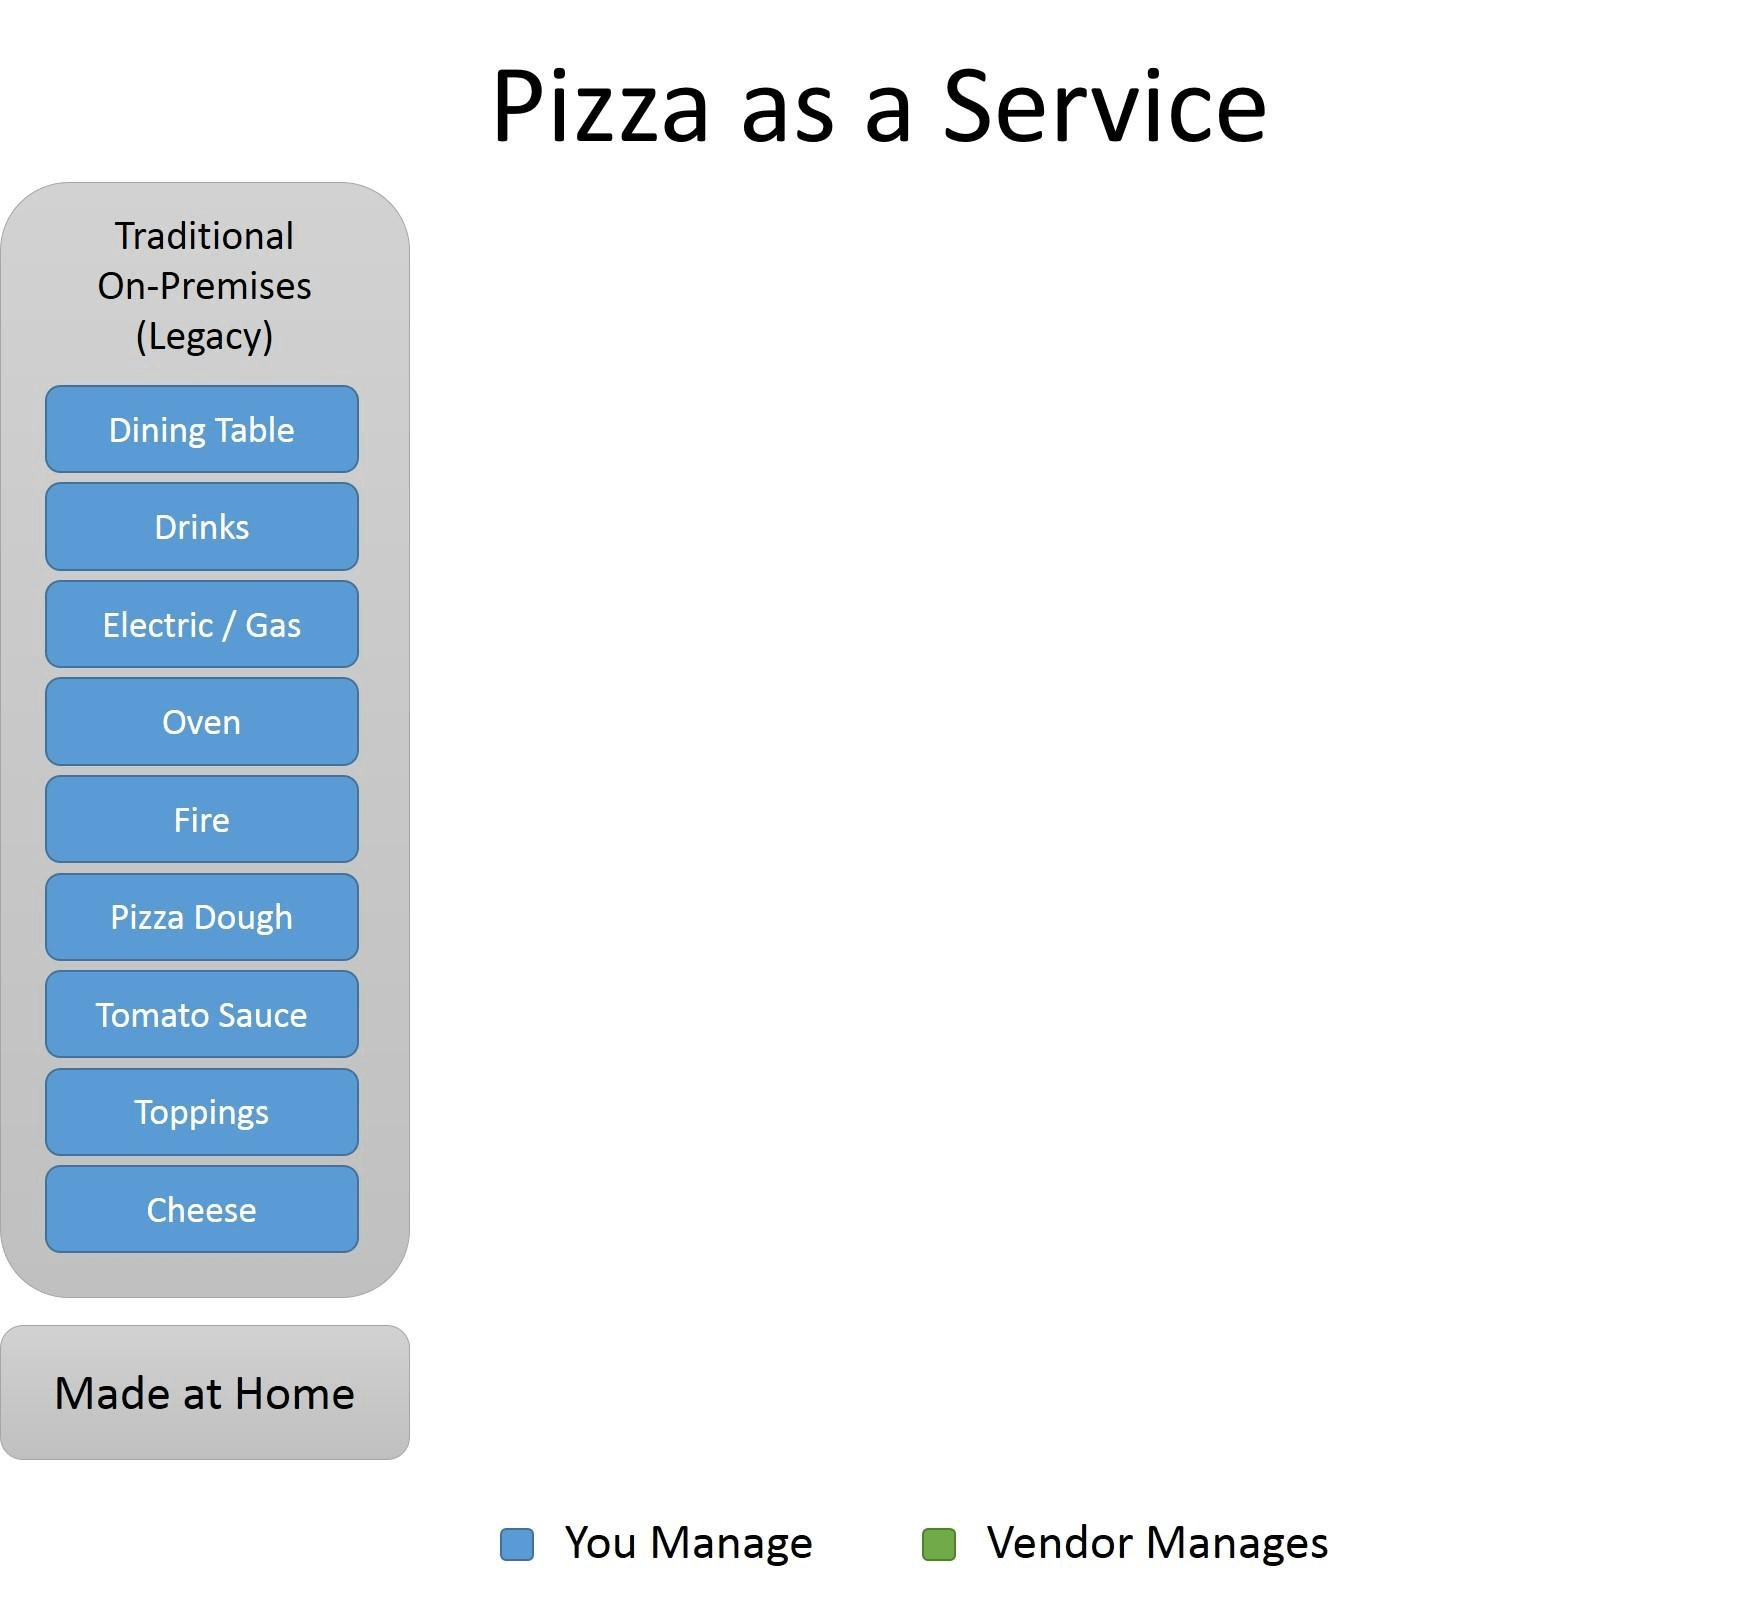 Pizza as a Service
Traditional
On-Premises
(Legacy)
Dining Table
Drinks
Electric / Gas
Oven
Fire
Pizza Dough
Tomato Sauce
Toppings
Cheese
Made at Home
You Manage
Vendor Manages